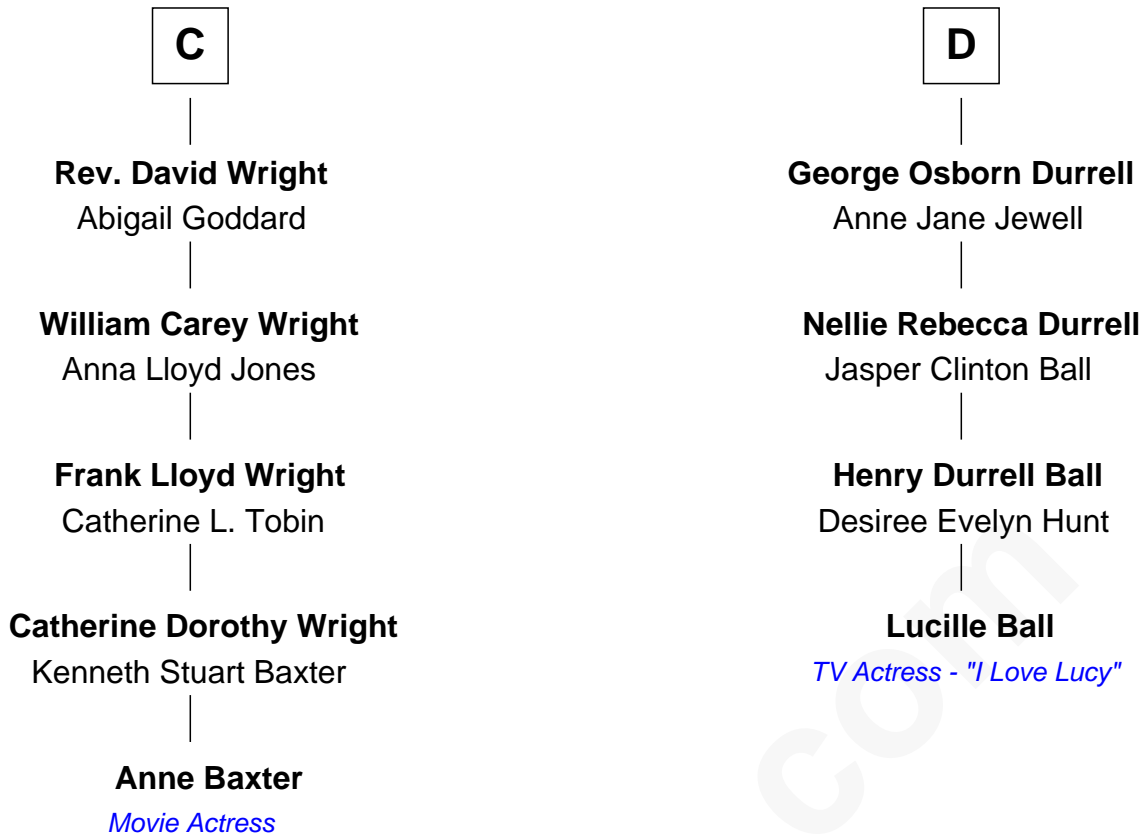 C
Rev. David Wright
Abigail Goddard
William Carey Wright
Anna Lloyd Jones
Frank Lloyd Wright
Catherine L. Tobin
Catherine Dorothy Wright
Kenneth Stuart Baxter
Anne Baxter
Movie Actress
D
George Osborn Durrell
Anne Jane Jewell
Nellie Rebecca Durrell
Jasper Clinton Ball
Henry Durrell Ball
Desiree Evelyn Hunt
Lucille Ball
TV Actress - "I Love Lucy"
com